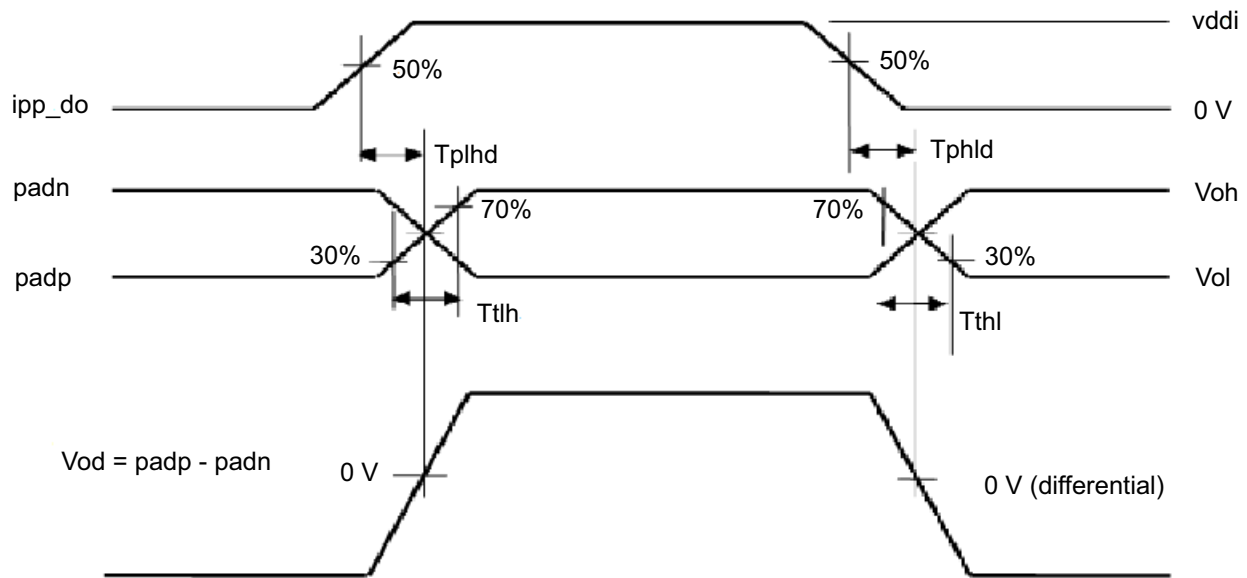 vddi
50%
50%
ipp_do
0 V
Tplhd
Tphld
padn
Voh
70%
70%
30%
30%
padp
Vol
Ttlh
Tthl
Vod = padp - padn
0 V
0 V (differential)